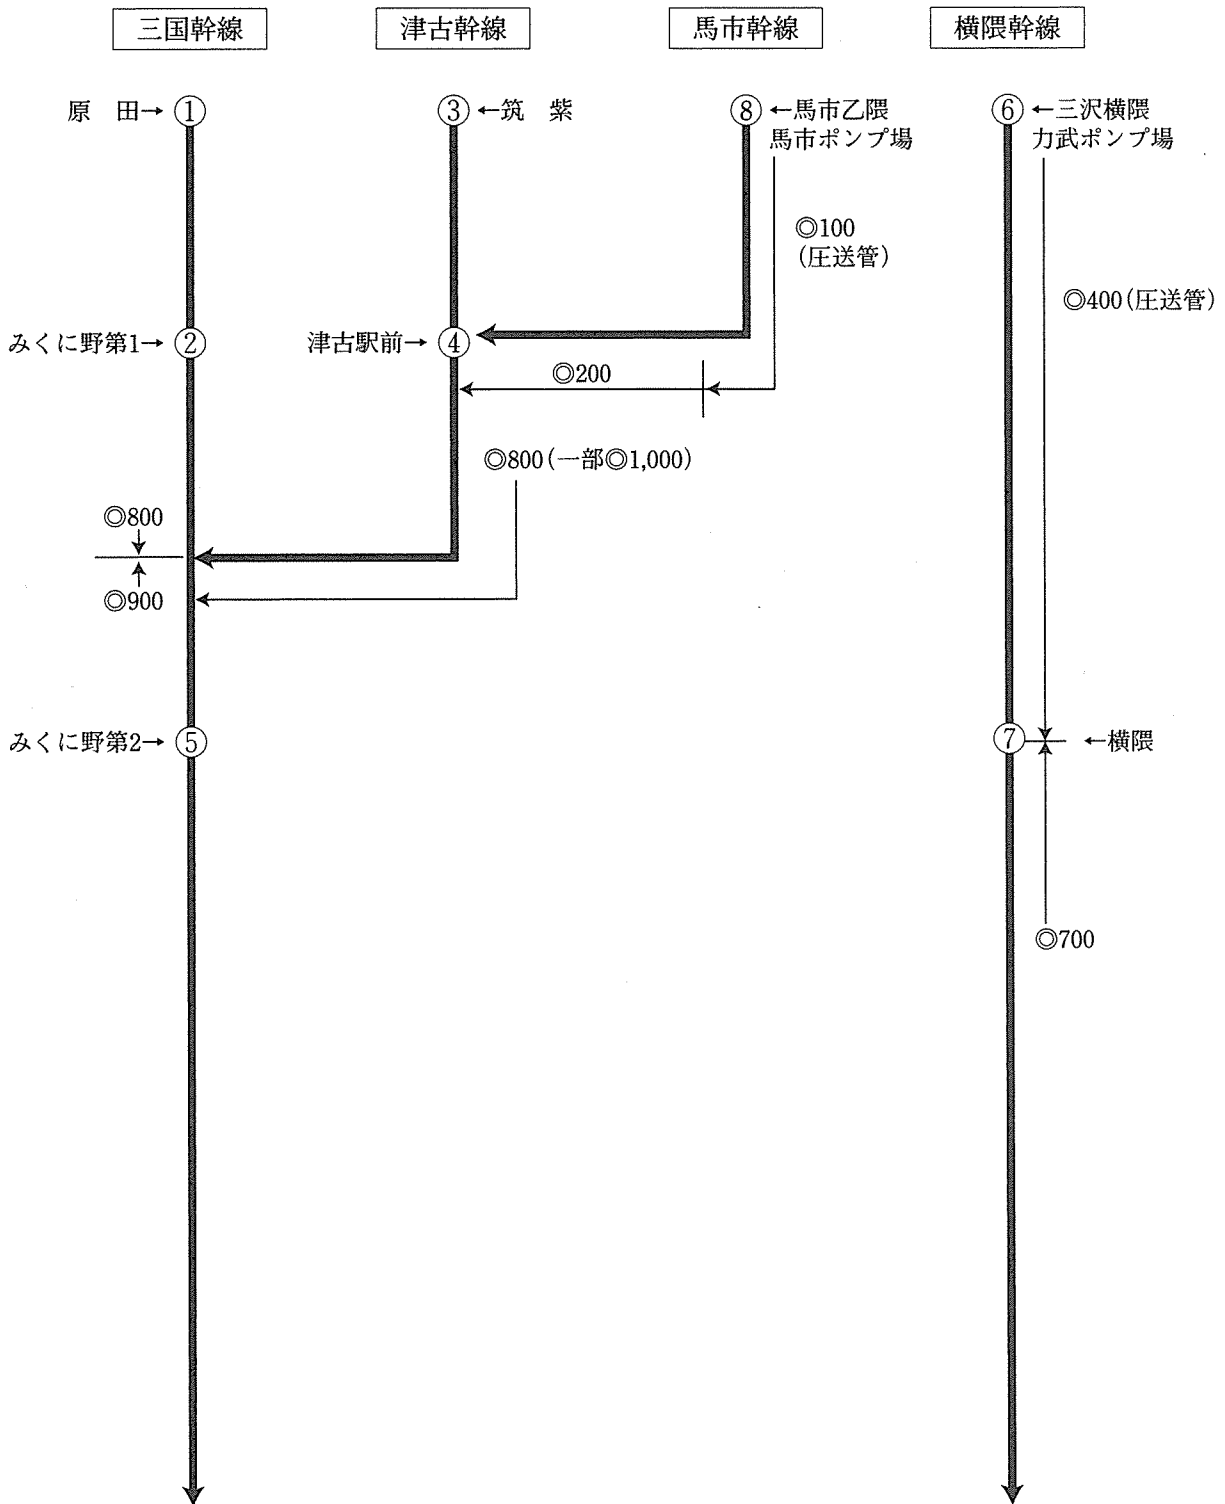 三国幹線
津古幹線
馬市幹線
横隈幹線
原　田→①
③←筑　紫
⑧←馬市乙隈
馬市ポンプ場
⑥←三沢横隈
力武ポンプ場
◎100
(圧送管)
◎400(圧送管)
みくに野第1→②
津古駅前→④
◎200
◎800(一部◎1,000)
◎800
◎900
みくに野第2→⑤
⑦←横隈
◎700